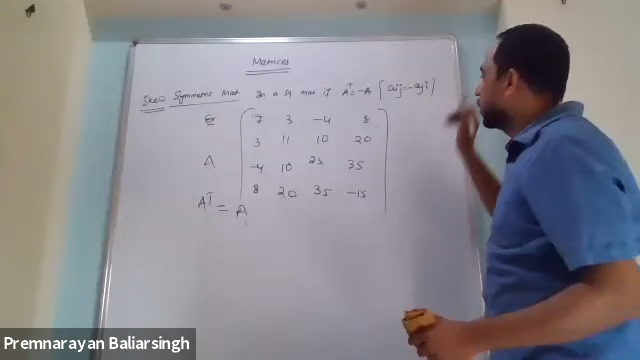 Matrices
Skew Symmetric Mat In a sq mat if A^T = -A [aij = -aji]
Ex 7 3 -4 8
3 11 10 20
A -4 10 25 35
8 20 35 -15
A^T = A
Premnarayan Baliarsingh